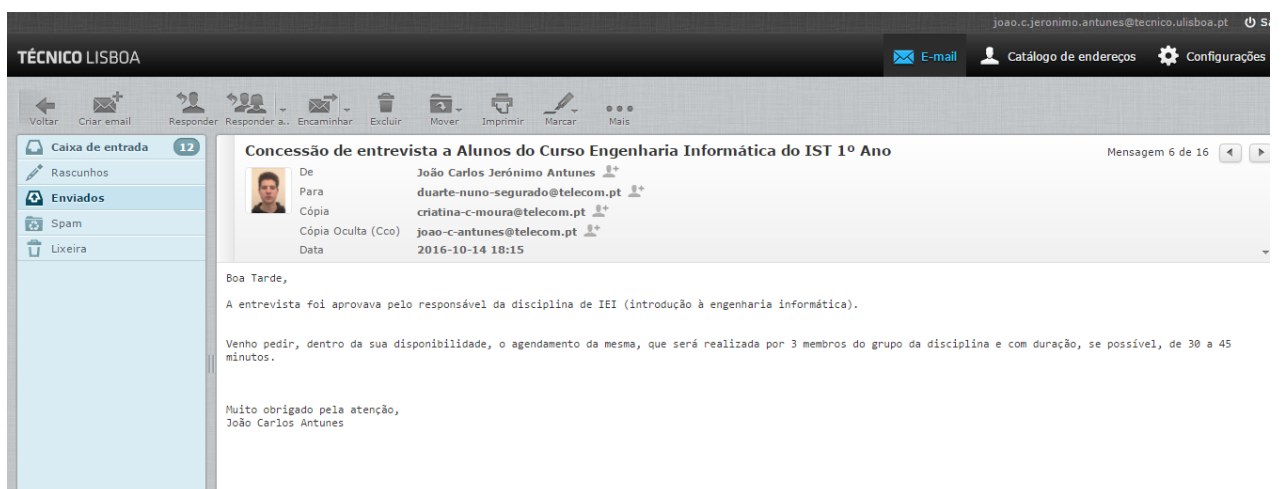 joao.c.jeronimo.antunes@tecnico.ulisboa.pt
TÉCNICO LISBOA
E-mail
Catálogo de endereços
Configurações
Voltar
Criar email
Responder
Responder a..
Encaminhar
Excluir
Mover
Imprimir
Marcar
Mais
Caixa de entrada 12
Rascunhos
Enviados
Spam
Lixeira
Concessão de entrevista a Alunos do Curso Engenharia Informática do IST 1º Ano
Mensagem 6 de 16
De João Carlos Jerónimo Antunes
Para duarte-nuno-segurado@telecom.pt
Cópia criatina-c-moura@telecom.pt
Cópia Oculta (Cco) joao-c-antunes@telecom.pt
Data 2016-10-14 18:15
Boa Tarde,
A entrevista foi aprovava pelo responsável da disciplina de IEI (introdução à engenharia informática).
Venho pedir, dentro da sua disponibilidade, o agendamento da mesma, que será realizada por 3 membros do grupo da disciplina e com duração, se possível, de 30 a 45
minutos.
Muito obrigado pela atenção,
João Carlos Antunes